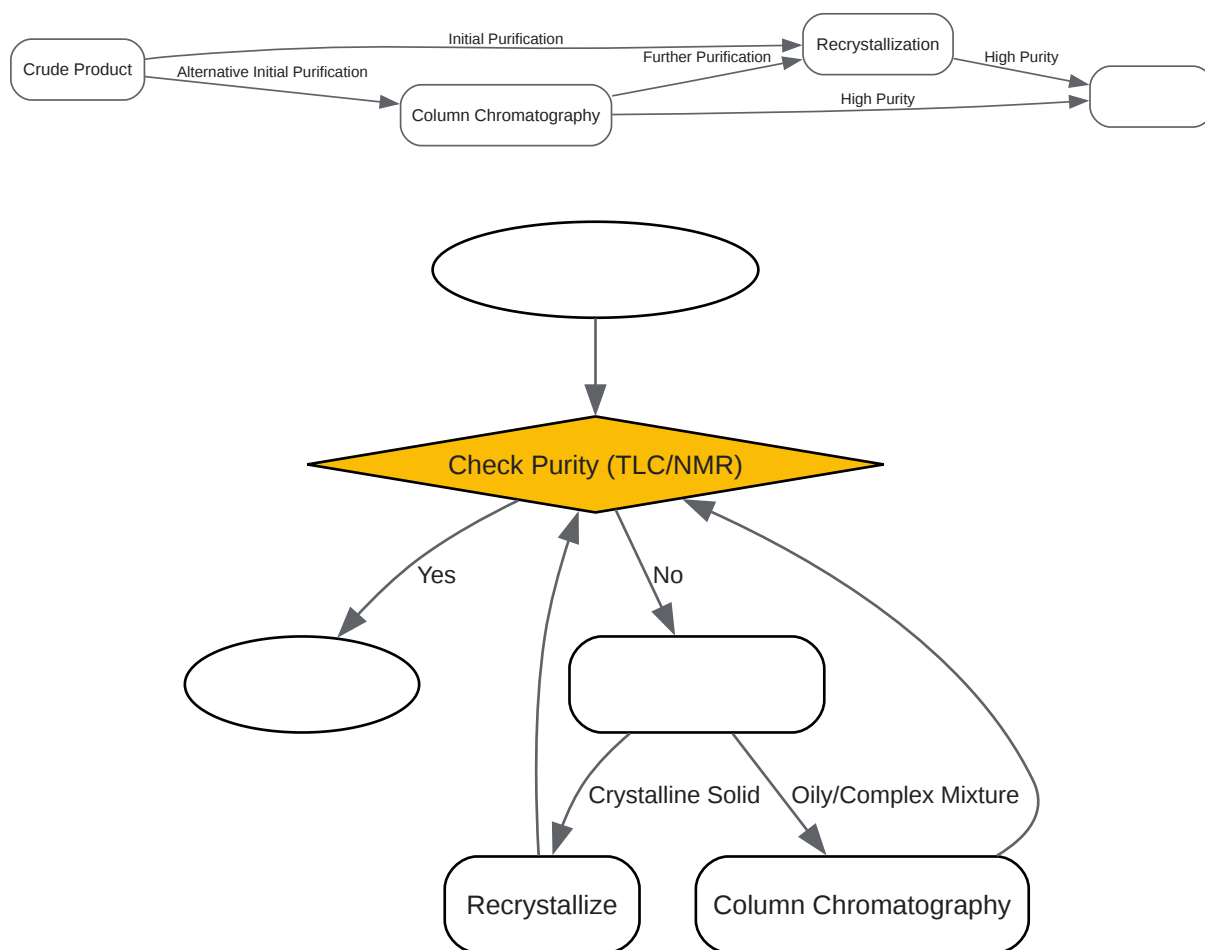 Initial Purification
Recrystallization
High Purity
Further Purification
Crude Product
Alternative Initial Purification
High Purity
Column Chromatography
Check Purity (TLC/NMR)
Yes
No
Crystalline Solid
Oily/Complex Mixture
Recrystallize
Column Chromatography